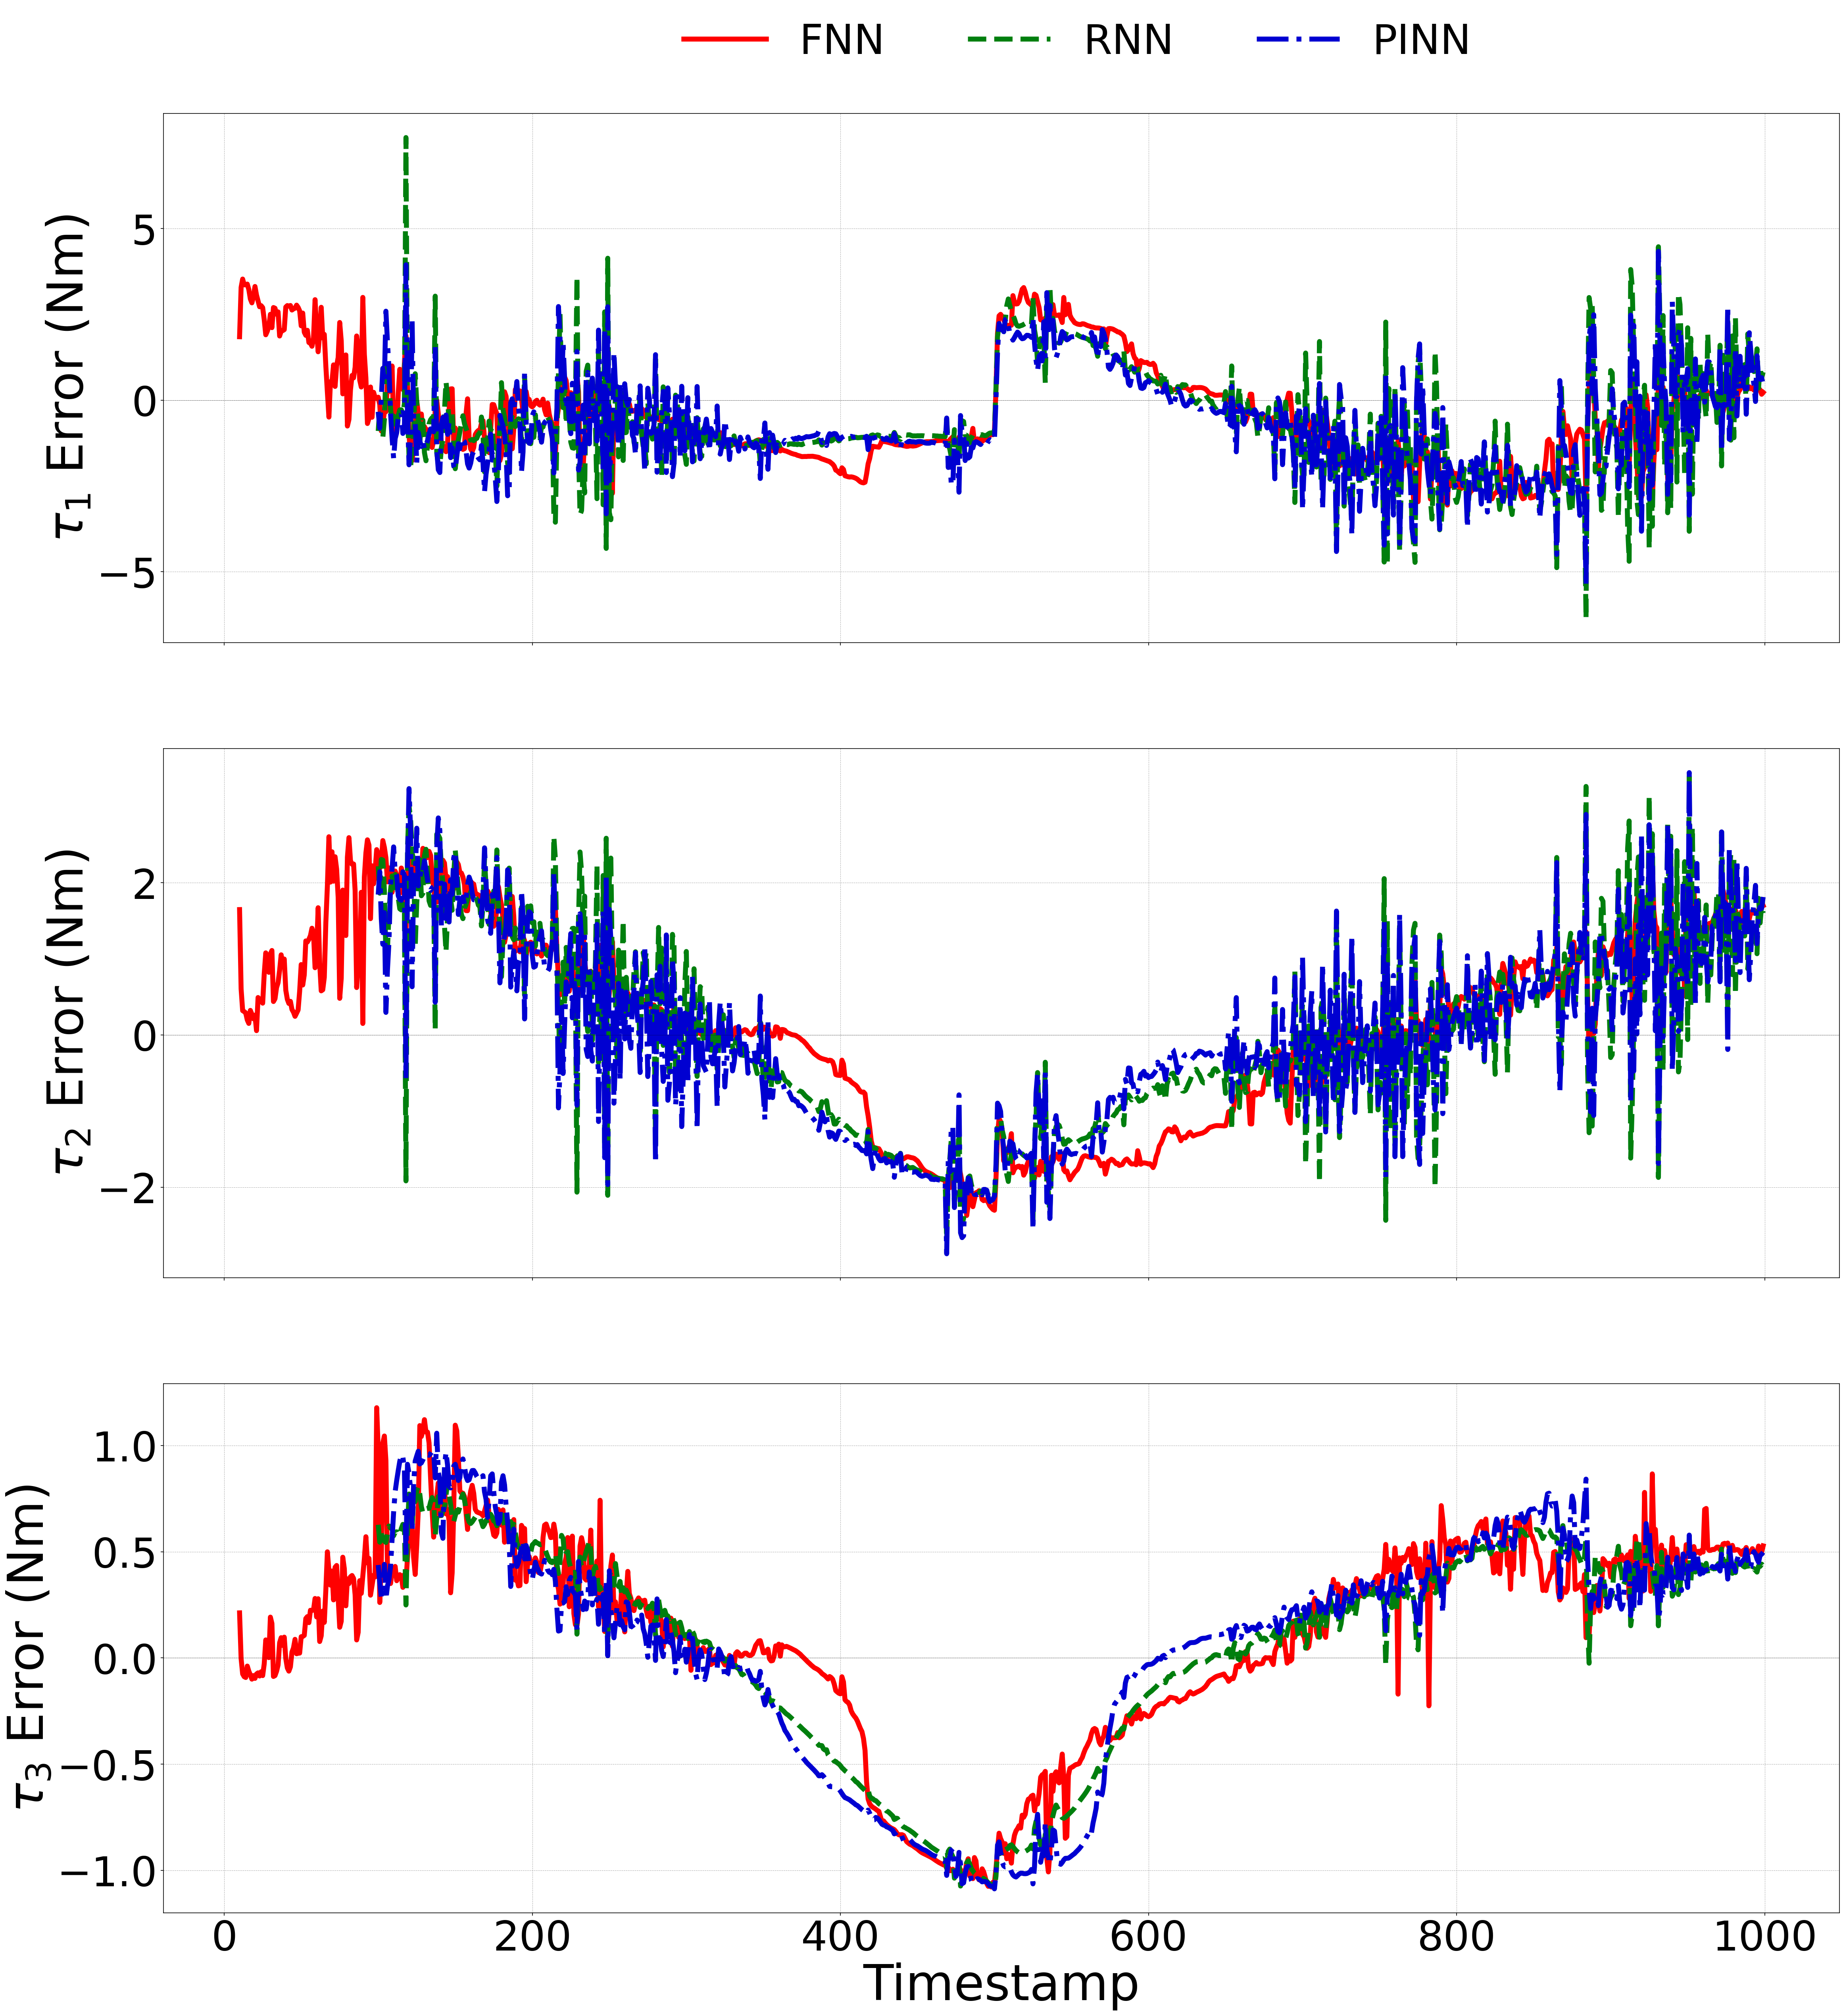 FNN RNN PINN
τ1 Error (Nm)
5
0
−5
τ2 Error (Nm)
2
0
−2
τ3 Error (Nm)
1.0
0.5
0.0
−0.5
−1.0
0 200 400 600 800 1000
Timestamp